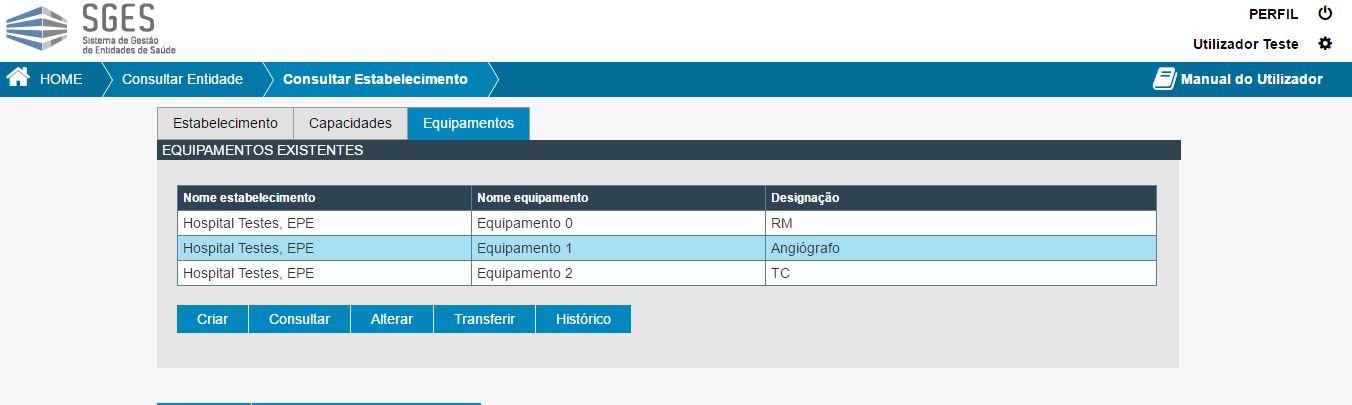 SGES
Sistema de Gestão
de Entidades de Saúde
PERFIL
Utilizador Teste
HOME Consultar Entidade Consultar Estabelecimento Manual do Utilizador
Estabelecimento Capacidades Equipamentos
EQUIPAMENTOS EXISTENTES
Nome estabelecimento Nome equipamento Designação
Hospital Testes, EPE Equipamento 0 RM
Hospital Testes, EPE Equipamento 1 Angiógrafo
Hospital Testes, EPE Equipamento 2 TC
Criar Consultar Alterar Transferir Histórico